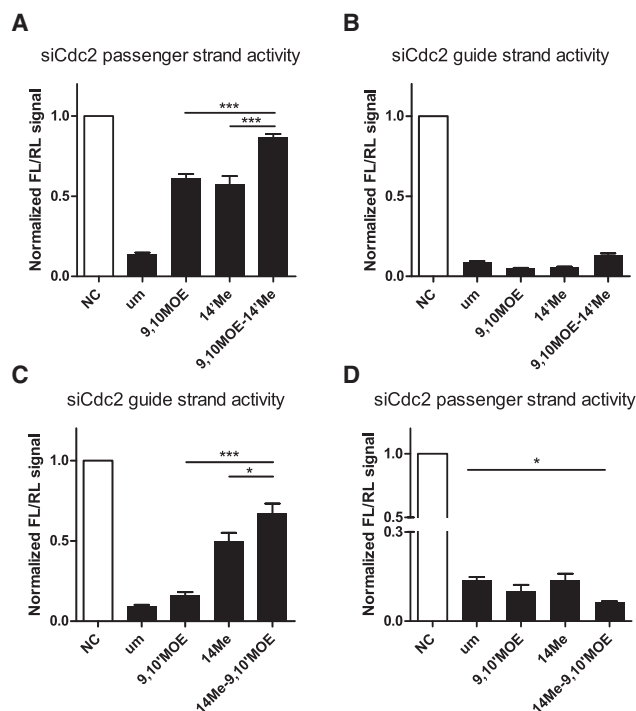 A
siCdc2 passenger strand activity
Normalized FL/RL signal
1.0
0.5
0.0
***
***
NC
um
9,10MOE
14'Me
9,10MOE-14'Me
B
siCdc2 guide strand activity
Normalized FL/RL signal
1.0
0.5
0.0
NC
um
9,10MOE
14'Me
9,10MOE-14'Me
C
siCdc2 guide strand activity
Normalized FL/RL signal
1.0
0.5
0.0
***
*
NC
um
9,10'MOE
14Me
14Me-9,10'MOE
D
siCdc2 passenger strand activity
Normalized FL/RL signal
1.0
0.5
0.3
0.0
*
NC
um
9,10'MOE
14Me
14Me-9,10'MOE